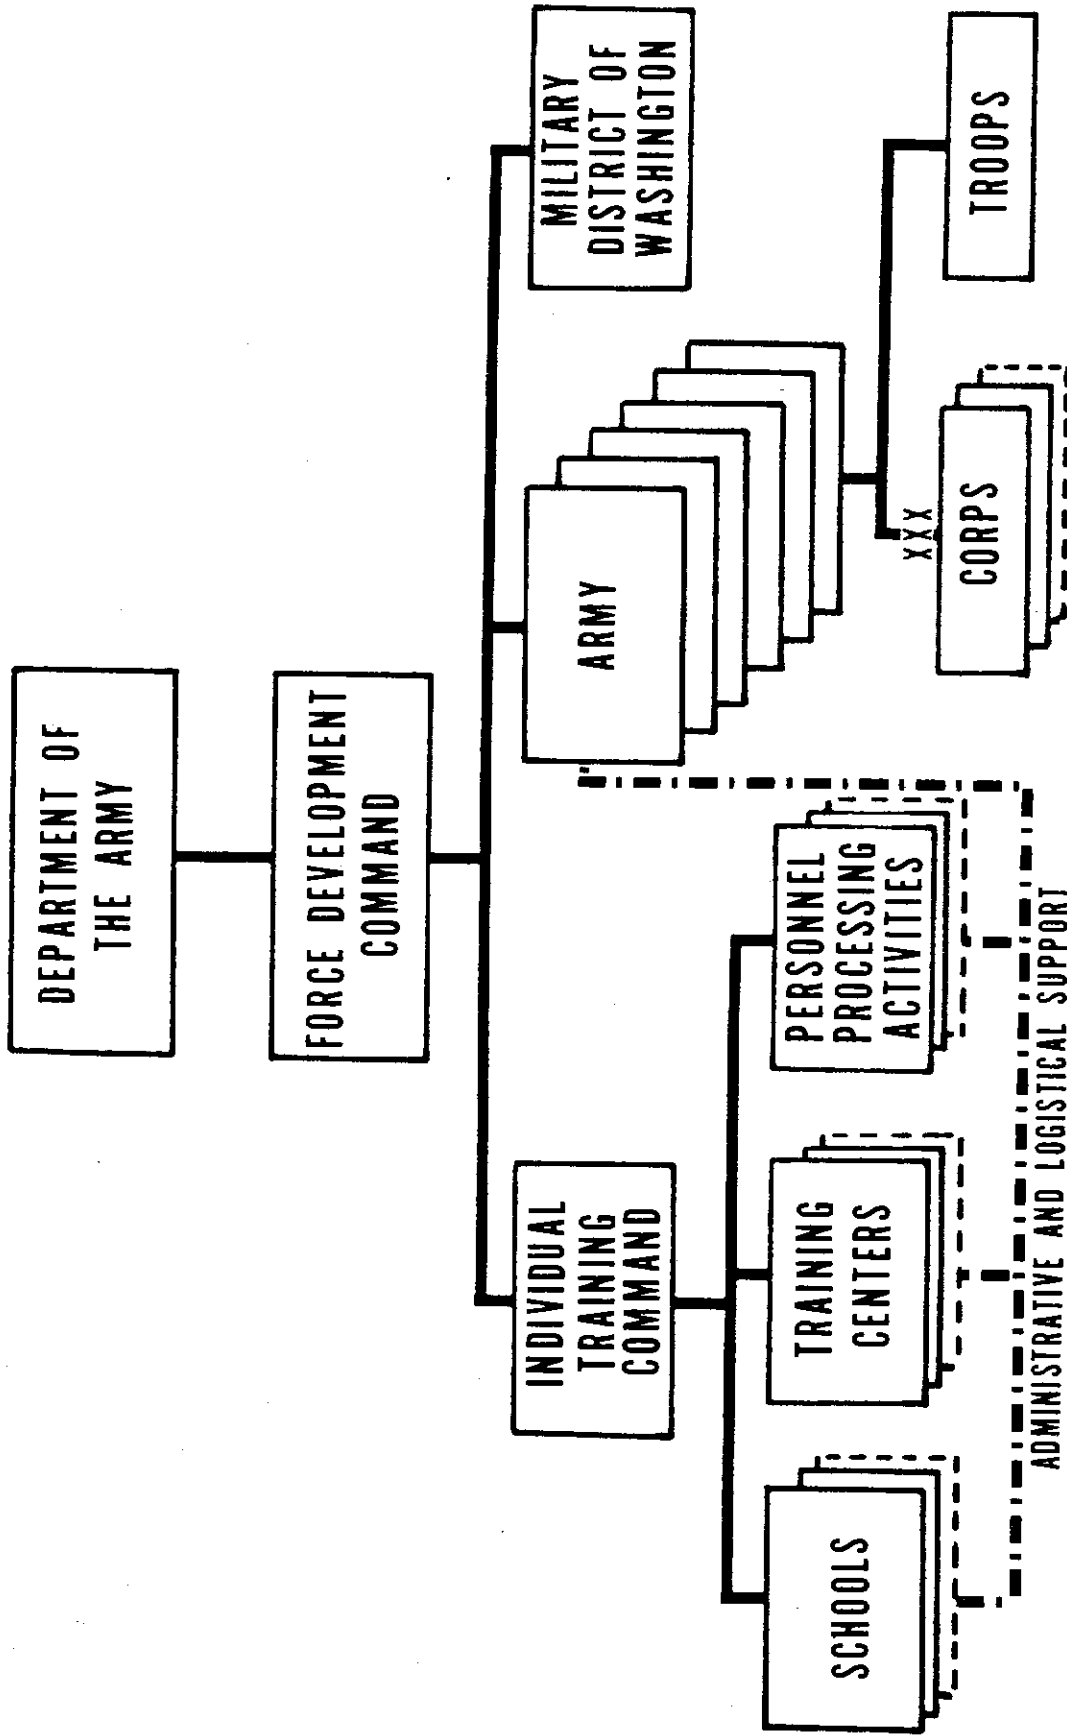 DEPARTMENT OF
THE ARMY
FORCE DEVELOPMENT
COMMAND
INDIVIDUAL
TRAINING
COMMAND
ARMY
MILITARY
DISTRICT OF
WASHINGTON
SCHOOLS
TRAINING
CENTERS
PERSONNEL
PROCESSING
ACTIVITIES
XXX
CORPS
TROOPS
ADMINISTRATIVE AND LOGISTICAL SUPPORT